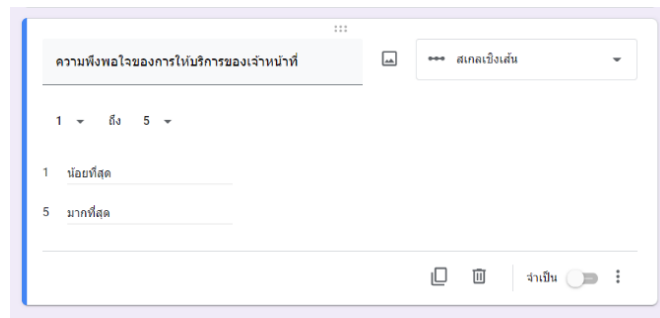 ความพึงพอใจของการให้บริการของเจ้าหน้าที่
สเกลเชิงเส้น
1 ถึง 5
1 น้อยที่สุด
5 มากที่สุด
จำเป็น